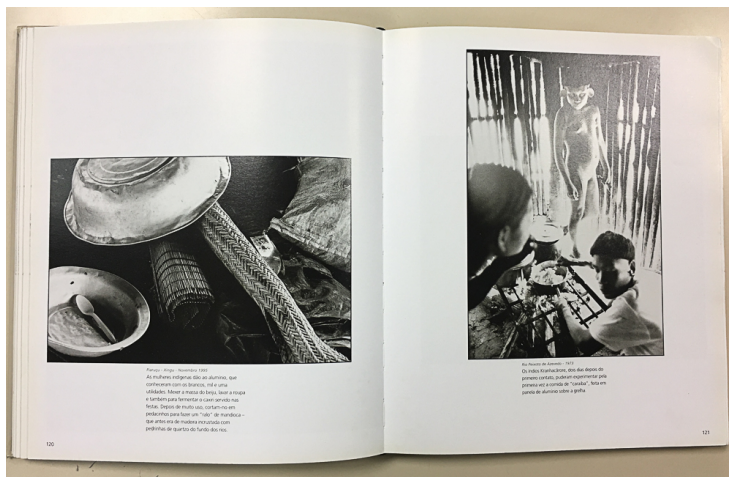 Pavuru - Xingu - Novembro 1993
As mulheres indígenas dão ao alumínio, que
conheceram com os brancos, mil e uma
utilidades. Mexer a massa do beiju, lavar a roupa
e também para fermentar o caxiri servido nas
festas. Depois de muito uso, cortam-no em
pedacinhos para fazer um "ralo" de mandioca –
que antes era de madeira incrustada com
pedrinhas de quartzo do fundo dos rios.
120
Rio Peixoto de Azevedo - 1973
Os índios Kranhacãrore, dois dias depois do
primeiro contato, puderam experimentar pela
primeira vez a comida de "caraíba", feita em
panela de alumínio sobre a grelha
121